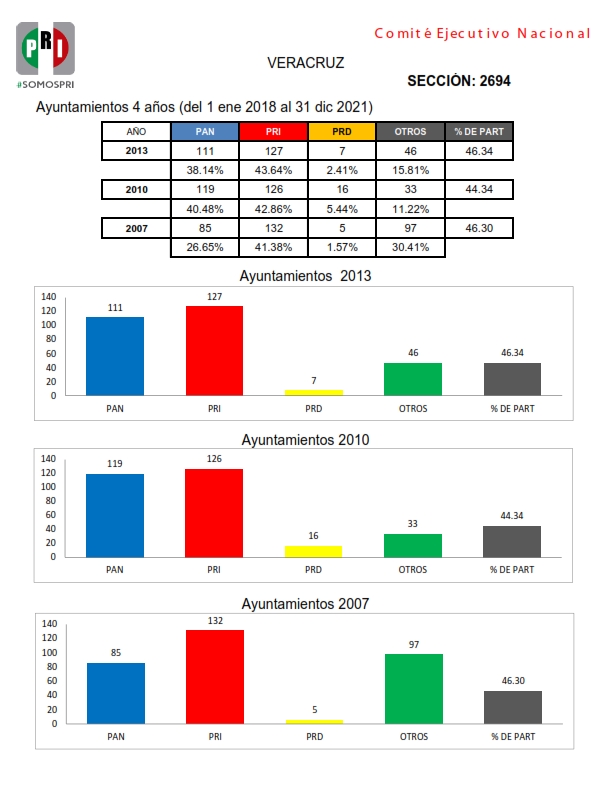 Comité Ejecutivo Nacional
PRI
#SOMOSPRI
VERACRUZ
SECCIÓN: 2694
Ayuntamientos 4 años (del 1 ene 2018 al 31 dic 2021)
AÑO PAN PRI PRD OTROS % DE PART
2013 111 127 7 46 46.34
38.14% 43.64% 2.41% 15.81%
2010 119 126 16 33 44.34
40.48% 42.86% 5.44% 11.22%
2007 85 132 5 97 46.30
26.65% 41.38% 1.57% 30.41%
Ayuntamientos 2013
140
120
100
80
60
40
20
0
111 127 7 46 46.34
PAN PRI PRD OTROS % DE PART
Ayuntamientos 2010
140
120
100
80
60
40
20
0
119 126 16 33 44.34
PAN PRI PRD OTROS % DE PART
Ayuntamientos 2007
140
120
100
80
60
40
20
0
85 132 5 97 46.30
PAN PRI PRD OTROS % DE PART